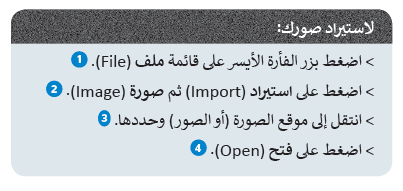 لاستيراد صورك:
> اضغط بزر الفأرة الأيسر على قائمة ملف (File). 1
> اضغط على استيراد (Import) ثم صورة (Image). 2
> انتقل إلى موقع الصورة (أو الصور) وحددها. 3
> اضغط على فتح (Open). 4